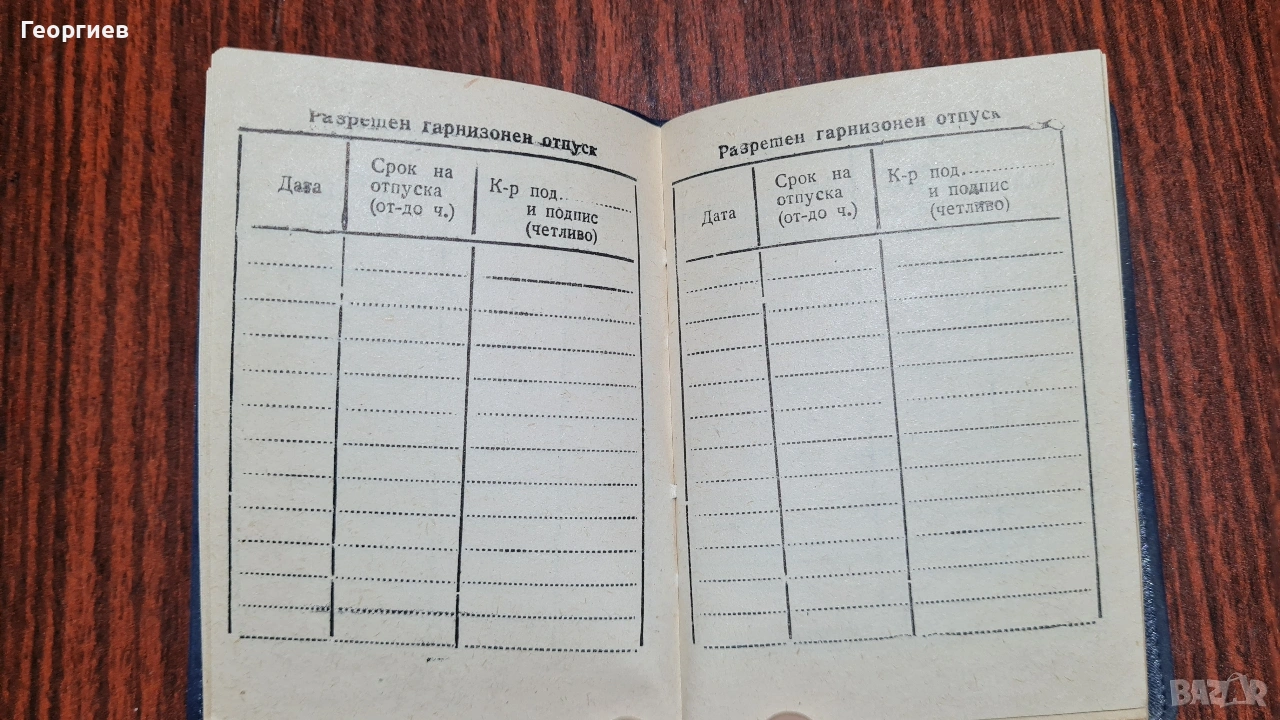 Георгиев
Разрешен гарнизонен отпуск
Дата
Срок на
отпуска
(от-до ч.)
К-р под..............
и подпис
(четливо)
Разрешен гарнизонен отпуск
Дата
Срок на
отпуска
(от-до ч.)
К-р под..............
и подпис
(четливо)
BAZAR